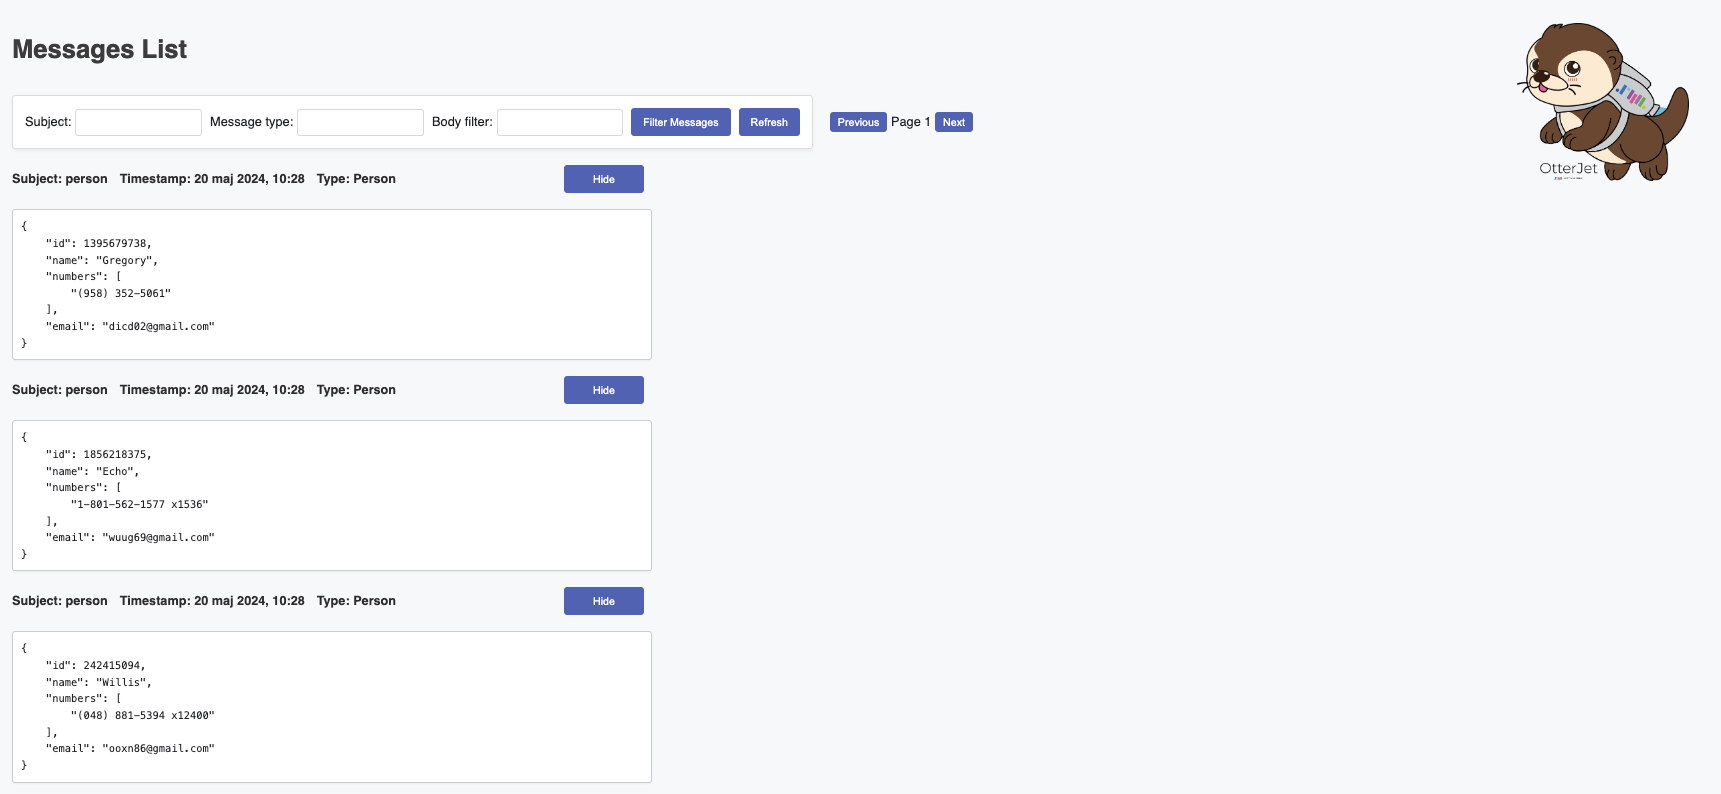 Messages List
Subject: Message type: Body filter: Filter Messages Refresh Previous Page 1 Next
OtterJet
Subject: person Timestamp: 20 maj 2024, 10:28 Type: Person Hide
{
    "id": 1395679738,
    "name": "Gregory",
    "numbers": [
        "(958) 352-5061"
    ],
    "email": "dicd02@gmail.com"
}
Subject: person Timestamp: 20 maj 2024, 10:28 Type: Person Hide
{
    "id": 1856218375,
    "name": "Echo",
    "numbers": [
        "1-801-562-1577 x1536"
    ],
    "email": "wuug69@gmail.com"
}
Subject: person Timestamp: 20 maj 2024, 10:28 Type: Person Hide
{
    "id": 242415094,
    "name": "Willis",
    "numbers": [
        "(048) 881-5394 x12400"
    ],
    "email": "ooxn86@gmail.com"
}